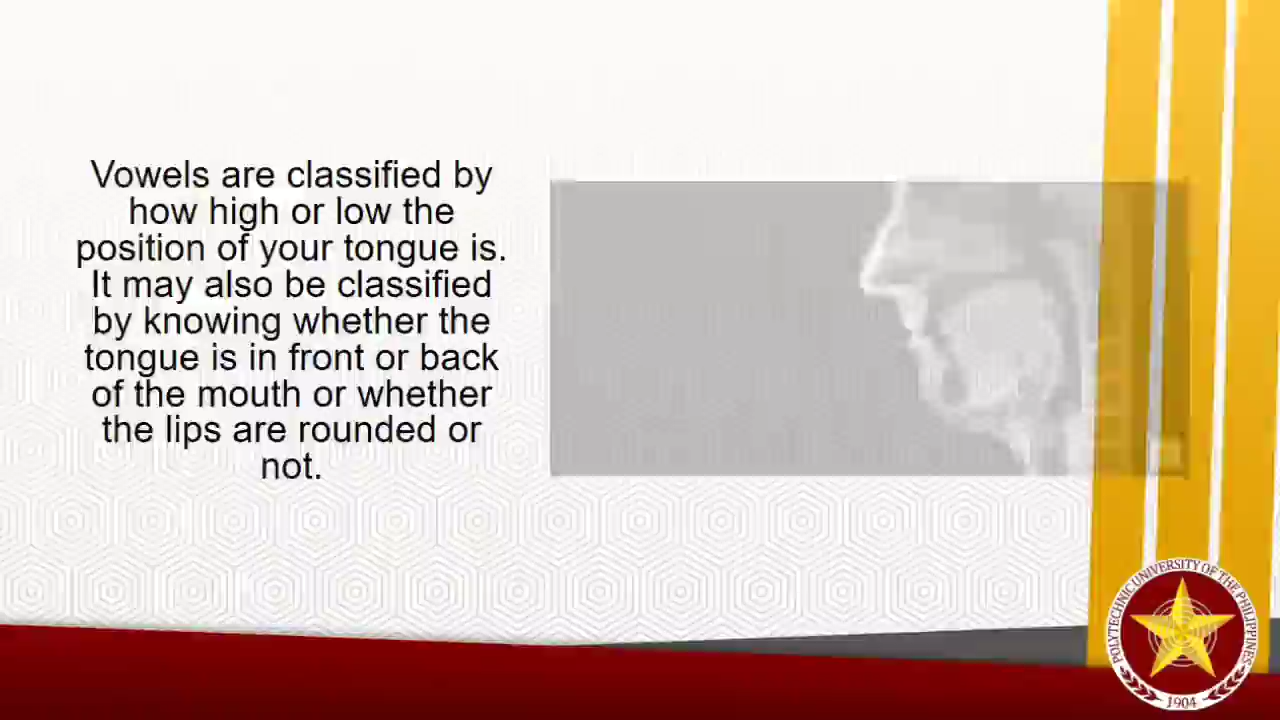 Vowels are classified by
how high or low the
position of your tongue is.
It may also be classified
by knowing whether the
tongue is in front or back
of the mouth or whether
the lips are rounded or
not.
POLYTECHNIC UNIVERSITY OF THE PHILIPPINES
1904